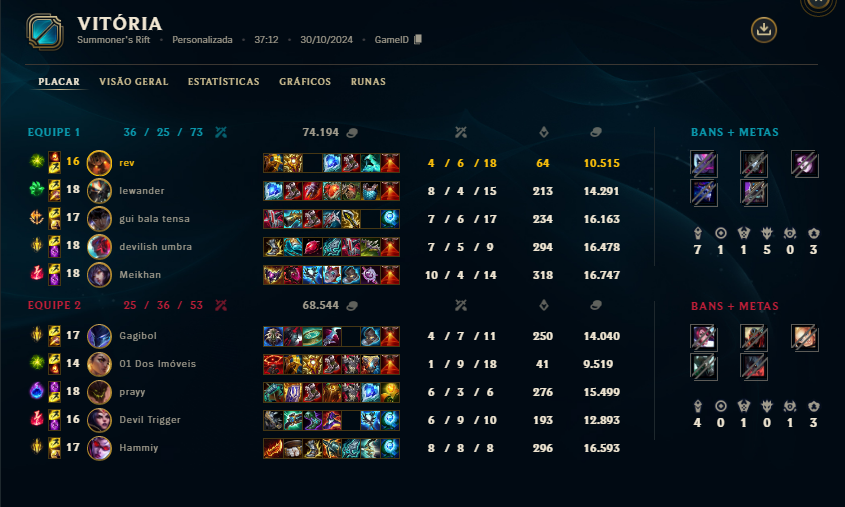 VITÓRIA
Summoner's Rift • Personalizada • 37:12 • 30/10/2024 • GameID
PLACAR VISÃO GERAL ESTATÍSTICAS GRÁFICOS RUNAS
EQUIPE 1 36 / 25 / 73 74.194 BANS + METAS
16 rev 4 / 6 / 18 64 10.515
18 lewander 8 / 4 / 15 213 14.291
17 gui bala tensa 7 / 6 / 17 234 16.163
18 devilish umbra 7 / 5 / 9 294 16.478
7 1 1 5 0 3
18 Meikhan 10 / 4 / 14 318 16.747
EQUIPE 2 25 / 36 / 53 68.544 BANS + METAS
17 Gagibol 4 / 7 / 11 250 14.040
14 01 Dos Imóveis 1 / 9 / 18 41 9.519
18 prayy 6 / 3 / 6 276 15.499
16 Devil Trigger 6 / 9 / 10 193 12.893
4 0 1 0 1 3
17 Hammiy 8 / 8 / 8 296 16.593